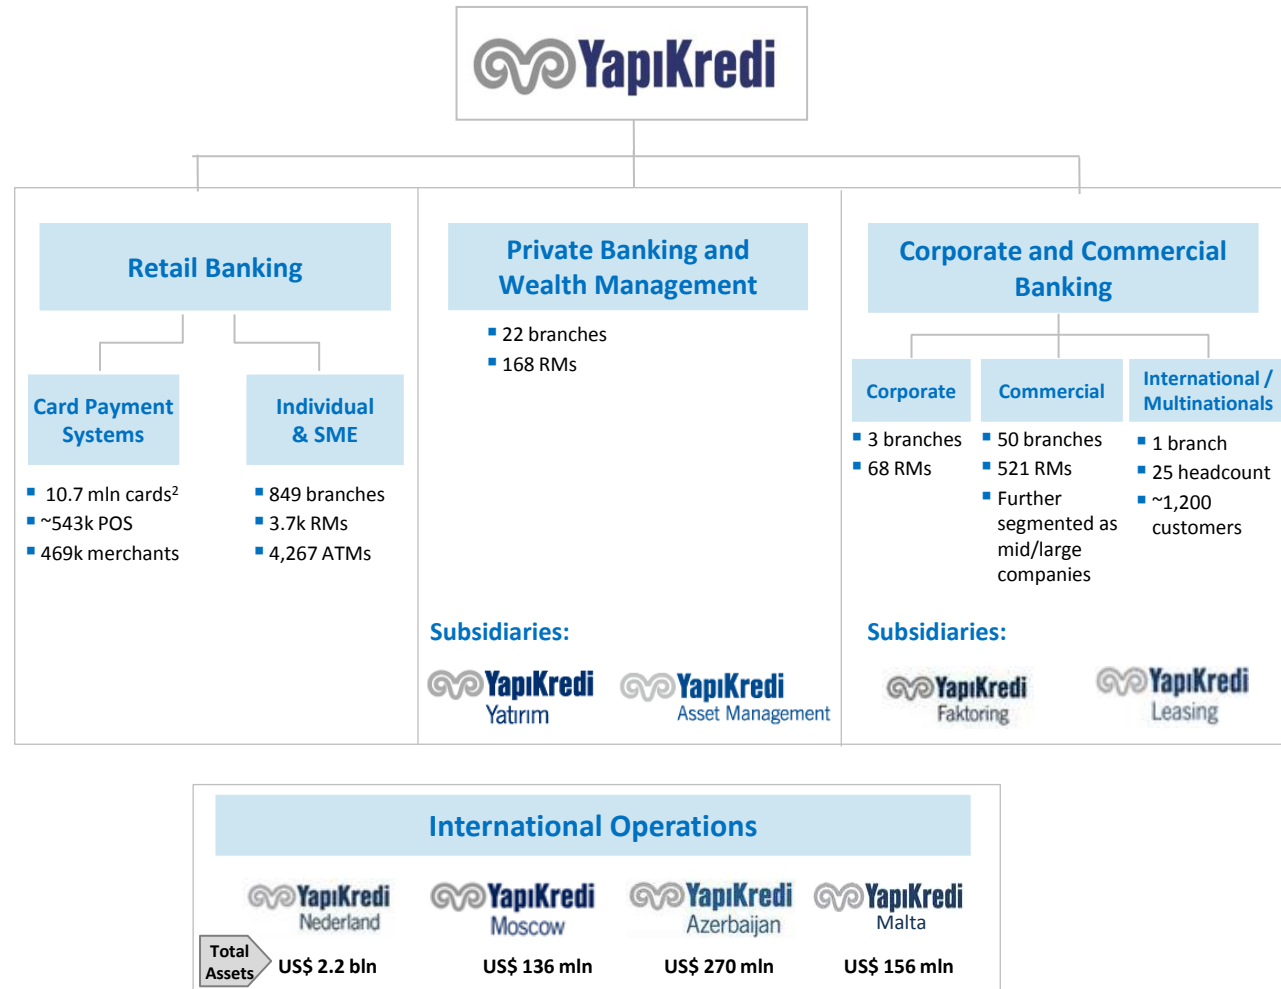 YapıKredi
Retail Banking
Card Payment
Systems
10.7 mln cards²
~543k POS
469k merchants
Individual
& SME
849 branches
3.7k RMs
4,267 ATMs
Private Banking and
Wealth Management
22 branches
168 RMs
Subsidiaries:
YapıKredi
Yatırım
YapıKredi
Asset Management
Corporate and Commercial
Banking
Corporate
3 branches
68 RMs
Commercial
50 branches
521 RMs
Further
segmented as
mid/large
companies
International /
Multinationals
1 branch
25 headcount
~1,200
customers
Subsidiaries:
YapıKredi
Faktoring
YapıKredi
Leasing
International Operations
YapıKredi
Nederland
YapıKredi
Moscow
YapıKredi
Azerbaijan
YapıKredi
Malta
Total
Assets
US$ 2.2 bln
US$ 136 mln
US$ 270 mln
US$ 156 mln